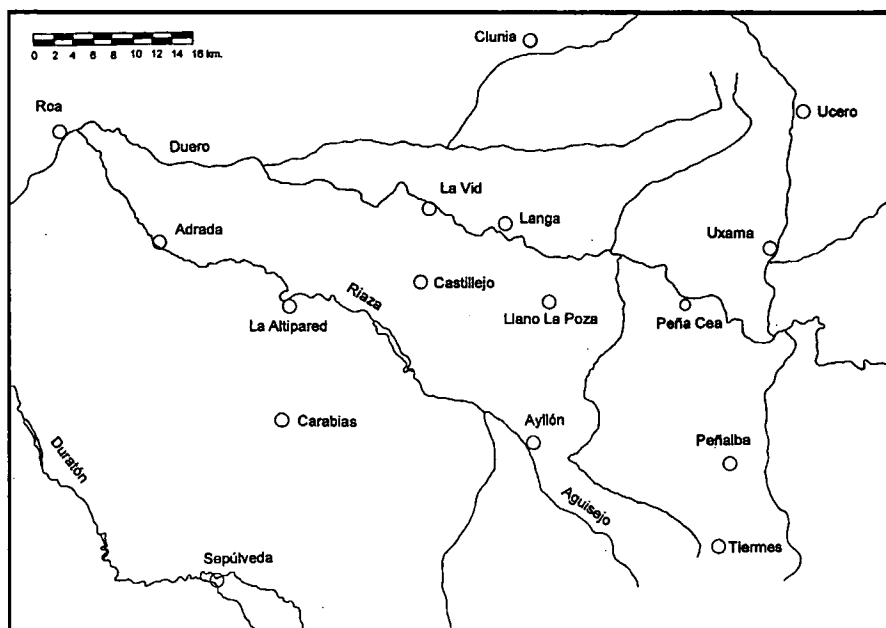 Clunia
0 2 4 6 8 10 12 14 16 km.
Roa
Ucero
Duero
La Vid
Langa
Adrada
Uxama
Castillejo
Riaza
Llano La Poza
Peña Cea
La Altipared
Carabias
Ayllón
Peñalba
Duratón
Aguisejo
Tiermes
Sepúlveda